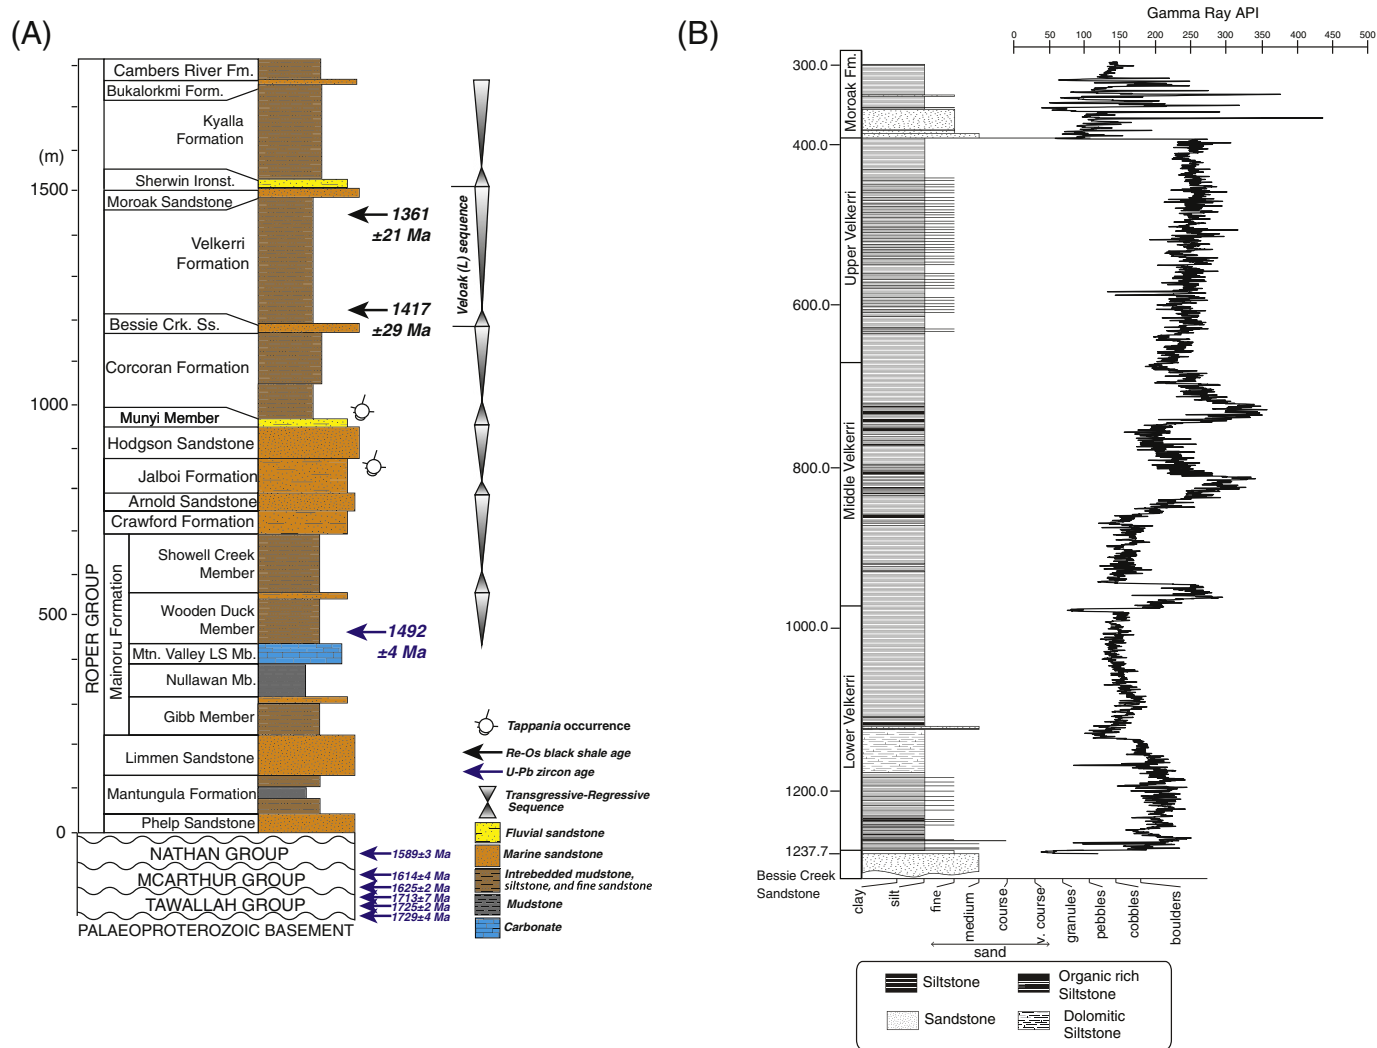 (A)
Cambers River Fm.
Bukalorkmi Form.
Kyalla
Formation
(m)
Sherwin Ironst.
1500
Moroak Sandstone
1361
±21 Ma
Velkerri
Formation
Veloak (L) sequence
1417
±29 Ma
Bessie Crk. Ss.
Corcoran Formation
1000
Munyi Member
Hodgson Sandstone
Jalboi Formation
Arnold Sandstone
Crawford Formation
ROPER GROUP
Mainoru Formation
Showell Creek
Member
500
Wooden Duck
Member
1492
±4 Ma
Mtn. Valley LS Mb.
Nullawan Mb.
Gibb Member
Limmen Sandstone
Mantungula Formation
Phelp Sandstone
0
NATHAN GROUP
1589±3 Ma
MCARTHUR GROUP
1614±4 Ma
1625±2 Ma
TAWALLAH GROUP
1713±7 Ma
1725±2 Ma
1729±4 Ma
PALAEOPROTEROZOIC BASEMENT
Tappania occurrence
Re-Os black shale age
U-Pb zircon age
Transgressive-Regressive
Sequence
Fluvial sandstone
Marine sandstone
Intrebedded mudstone,
siltstone, and fine sandstone
Mudstone
Carbonate
(B)
Gamma Ray API
0 50 100 150 200 250 300 350 400 450 500
300.0
Moroak Fm.
400.0
Upper Velkerri
600.0
Middle Velkerri
800.0
1000.0
Lower Velkerri
1200.0
1237.7
Bessie Creek
Sandstone
clay
silt
fine
medium
course
v. course
granules
pebbles
cobbles
boulders
sand
Siltstone
Organic rich
Siltstone
Sandstone
Dolomitic
Siltstone